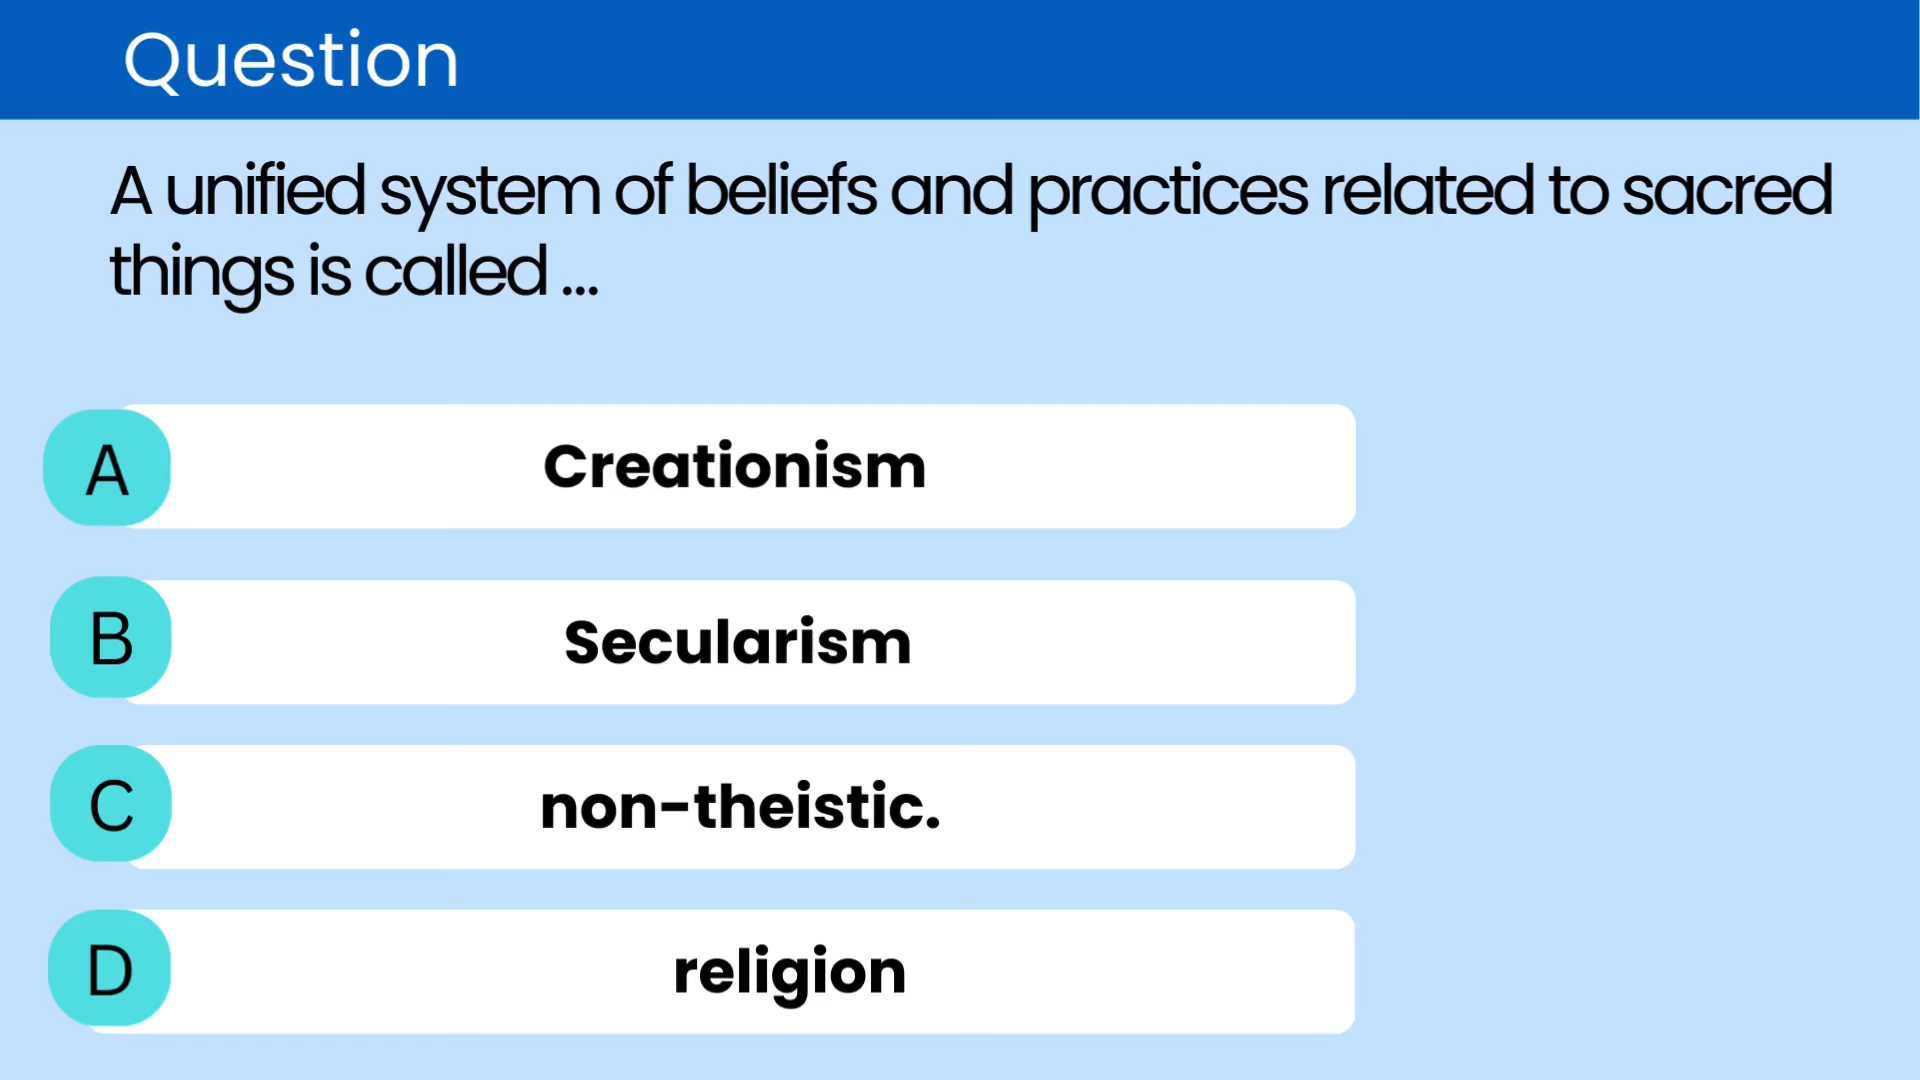 Question
A unified system of beliefs and practices related to sacred
things is called ...
A
Creationism
B
Secularism
C
non-theistic.
D
religion